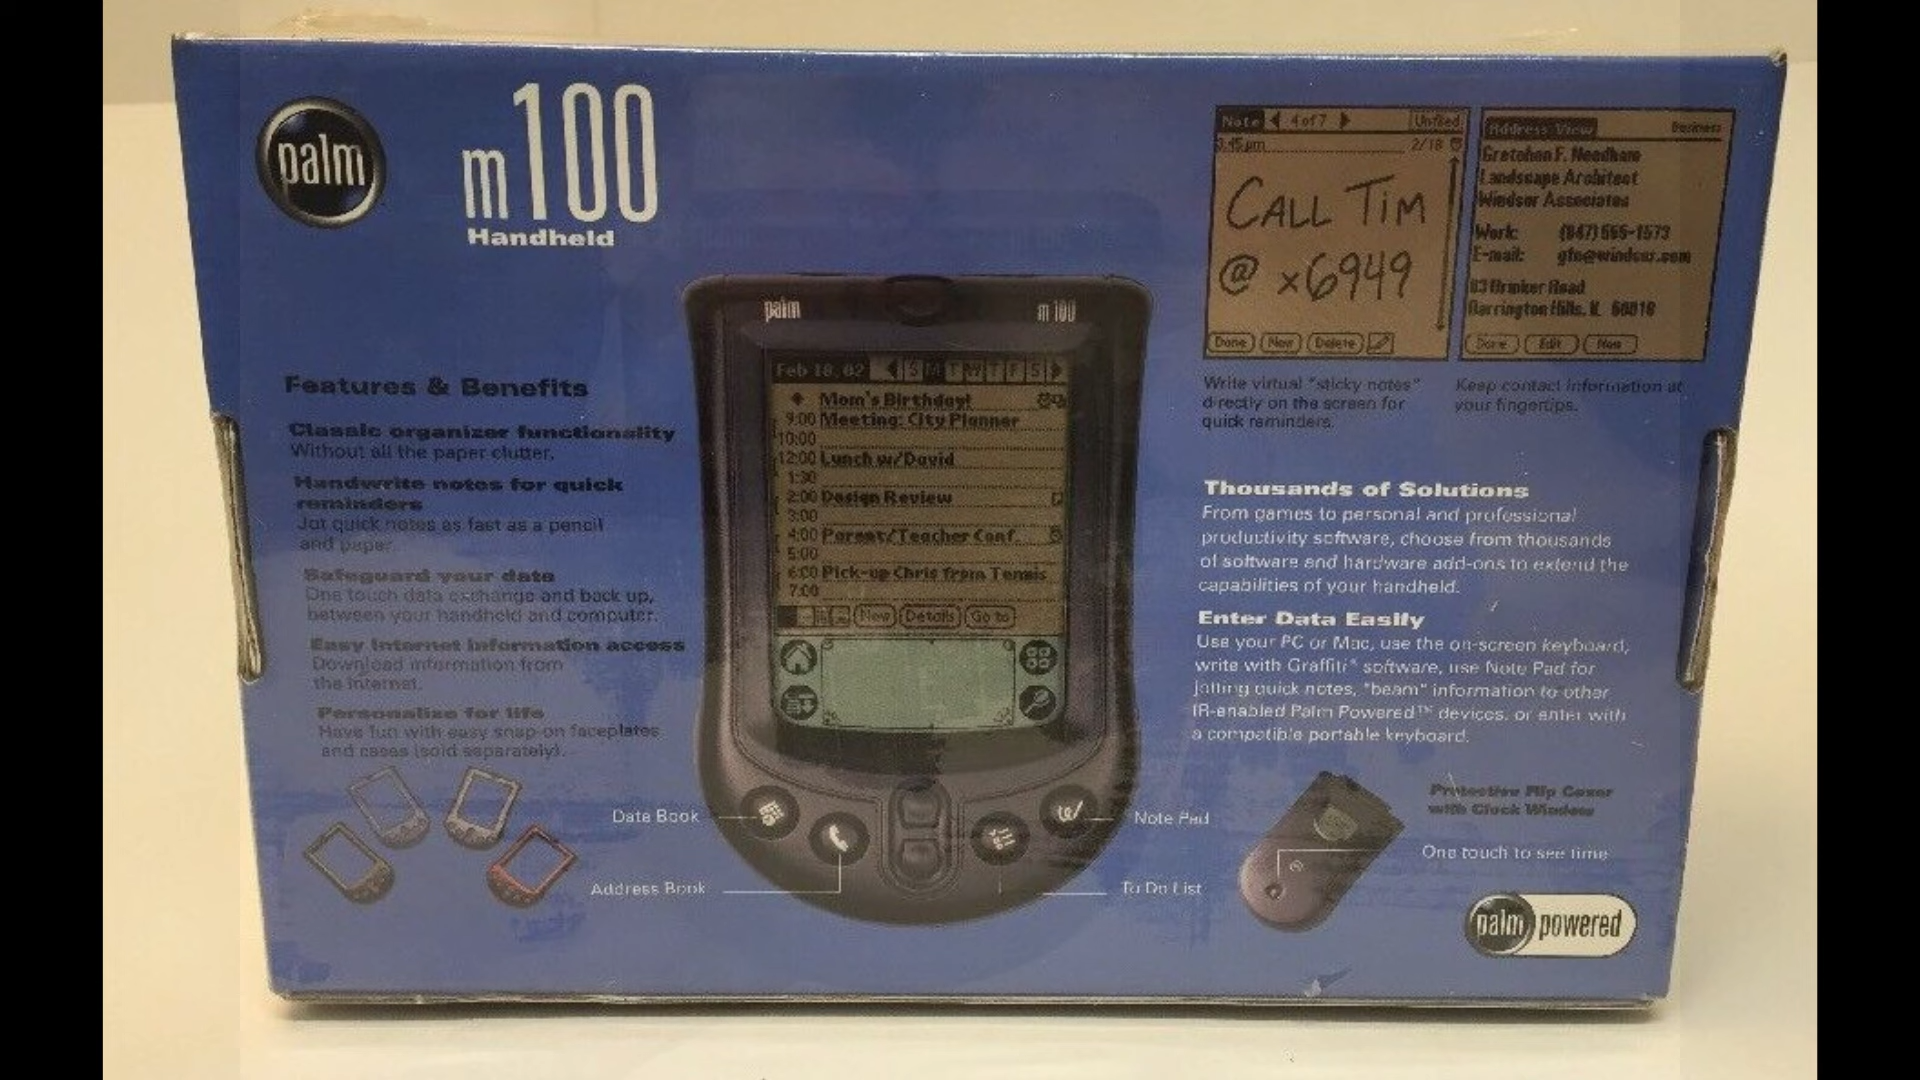 palm
m100
Handheld
Features & Benefits
Classic organizer functionality
Without all the paper clutter.
Handwrite notes for quick
reminders
Jot quick notes as fast as a pencil
and paper.
Safeguard your data
One touch data exchange and back up,
between your handheld and computer.
Easy Internet information access
Download information from
the Internet.
Personalize for life
Have fun with easy snap-on faceplates
and cases (sold separately).
palm
m100
Feb 18, 02 S M T W T F S
Mom's Birthday!
9:00 Meeting: City Planner
10:00
12:00 Lunch w/David
1:30
2:00 Design Review
3:00
4:00 Parent/Teacher Conf.
5:00
6:00 Pick-up Chris from Tennis
7:00
New Details Go to
Date Book
Address Book
Note Pad
To Do List
Note 4 of 7 Unfiled
3:45 pm 2/18
CALL TIM
@ x6949
Done New Delete
Write virtual "sticky notes"
directly on the screen for
quick reminders.
Address View Business
Gretchen F. Needham
Landscape Architect
Windsor Associates
Work: (847) 555-1573
E-mail:
Road
Barrington Hills, IL
Done Edit New
Keep contact information at
your fingertips.
Thousands of Solutions
From games to personal and professional
productivity software, choose from thousands
of software and hardware add-ons to extend the
capabilities of your handheld.
Enter Data Easily
Use your PC or Mac, use the on-screen keyboard,
write with Graffiti® software, use Note Pad for
jotting quick notes, "beam" information to other
IR-enabled Palm Powered™ devices, or enter with
a compatible portable keyboard.
Protective Flip Cover
with Clock Window
One touch to see time
palm powered